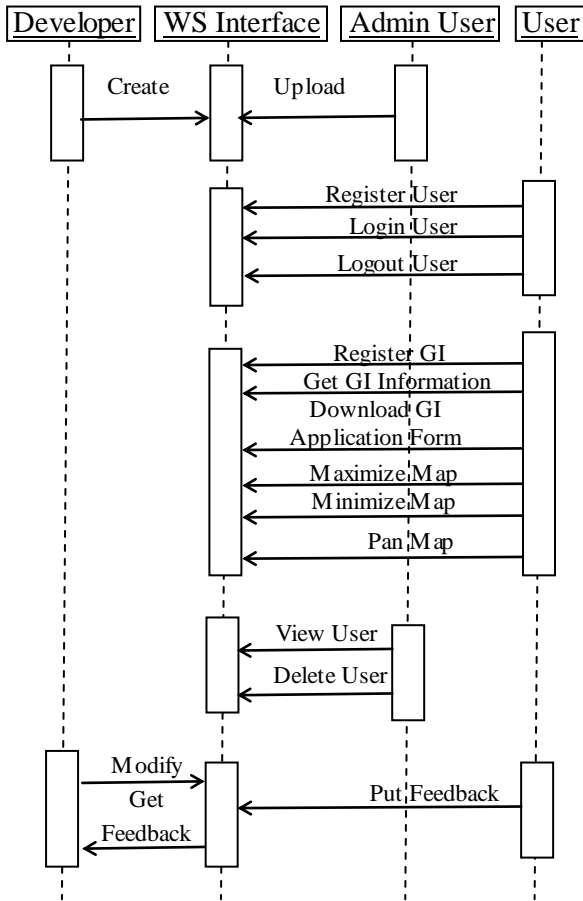 Developer WS Interface Admin User User
Create Upload
Register User
Login User
Logout User
Register GI
Get GI Information
Download GI
Application Form
Maximize Map
Minimize Map
Pan Map
View User
Delete User
Modify
Get
Feedback
Put Feedback